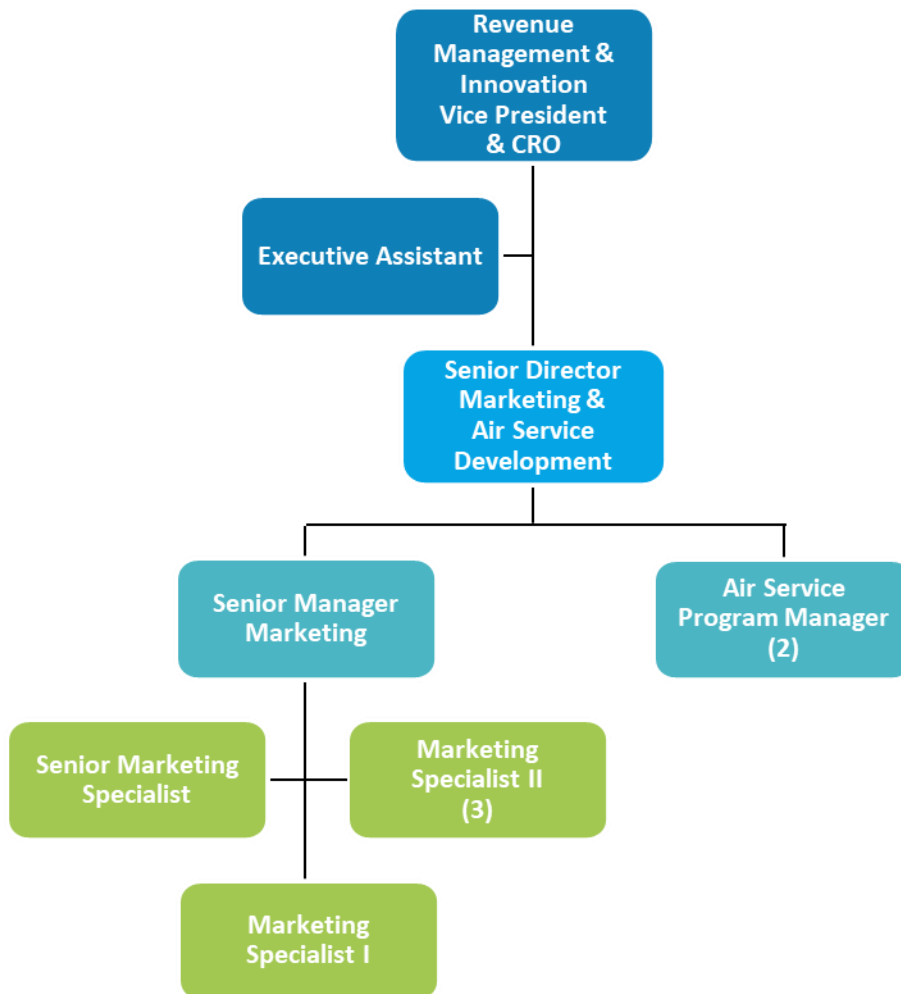 Revenue
Management &
Innovation
Vice President
& CRO
Executive Assistant
Senior Director
Marketing &
Air Service
Development
Senior Manager
Marketing
Air Service
Program Manager
(2)
Senior Marketing
Specialist
Marketing
Specialist II
(3)
Marketing
Specialist I